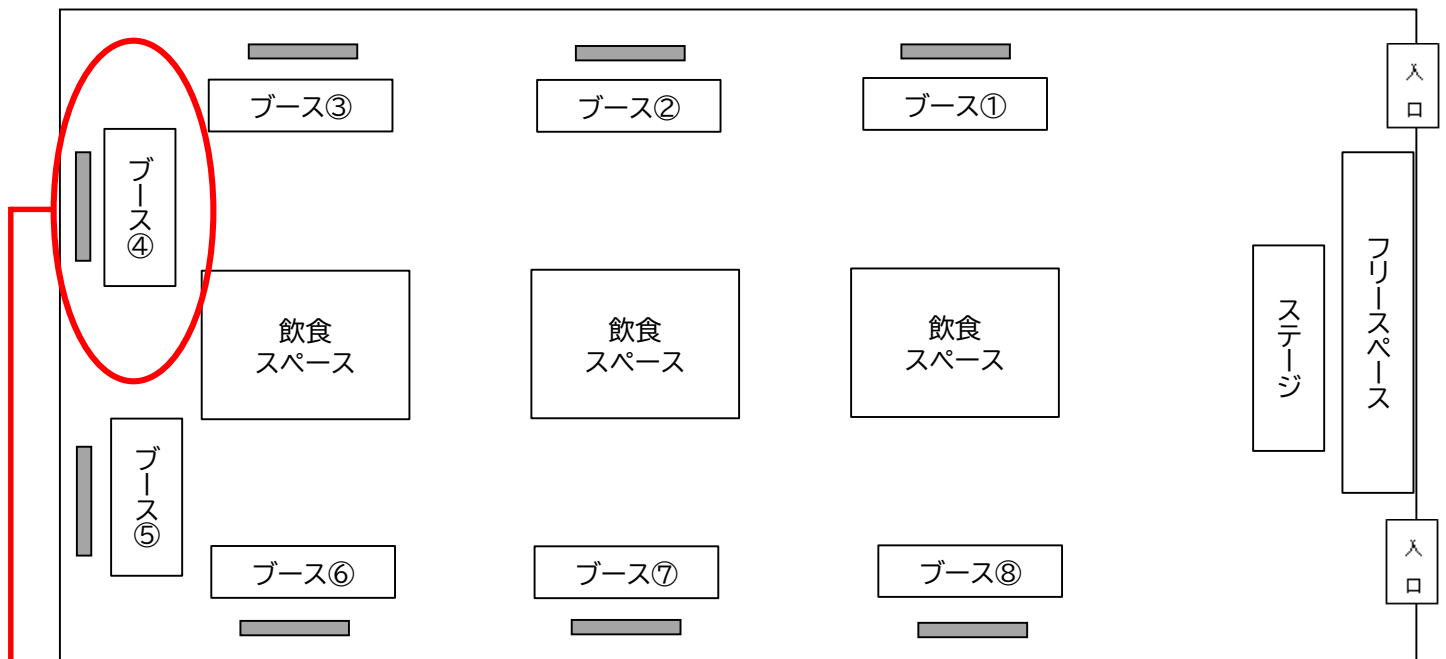 ブース③
ブース②
ブース①
入口
ブース④
フリースペース
ステージ
飲食
スペース
飲食
スペース
飲食
スペース
ブース⑤
ブース⑥
ブース⑦
ブース⑧
入口